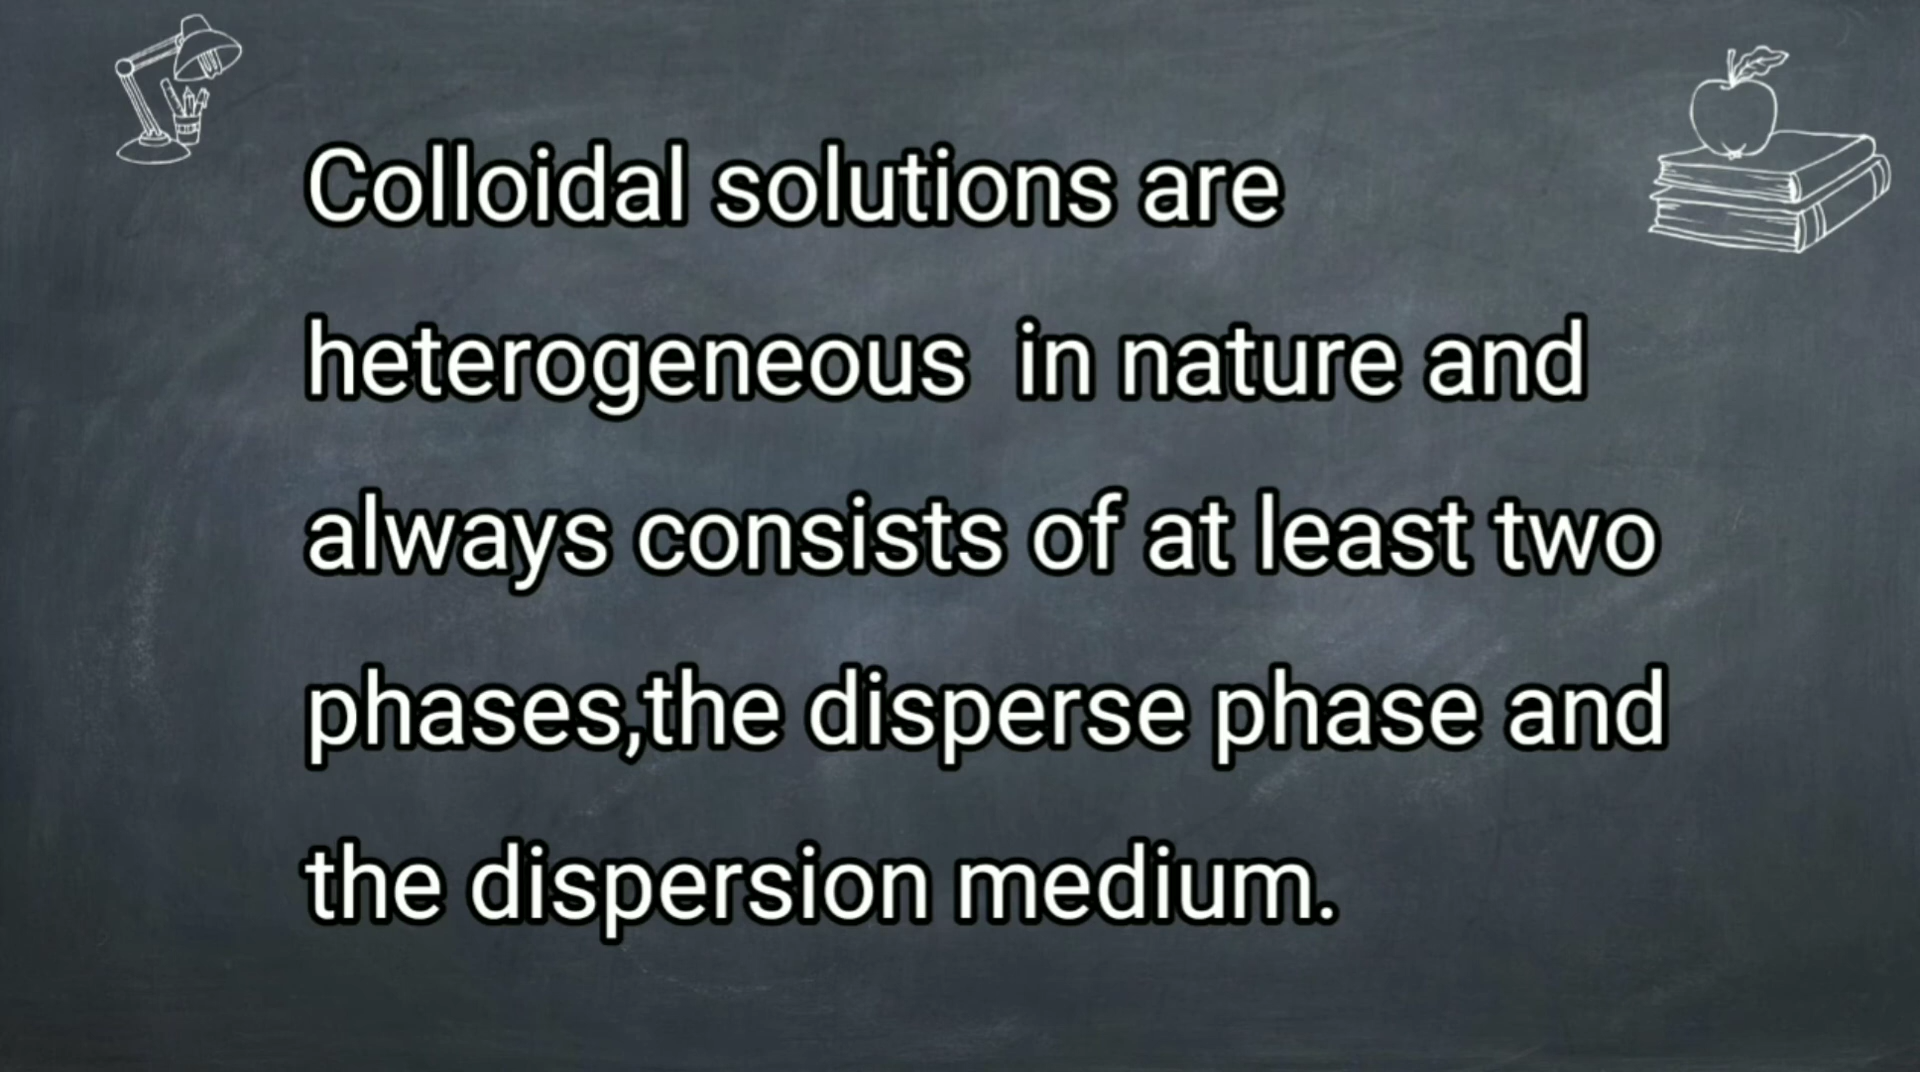 Colloidal solutions are
heterogeneous  in nature and
always consists of at least two
phases,the disperse phase and
the dispersion medium.